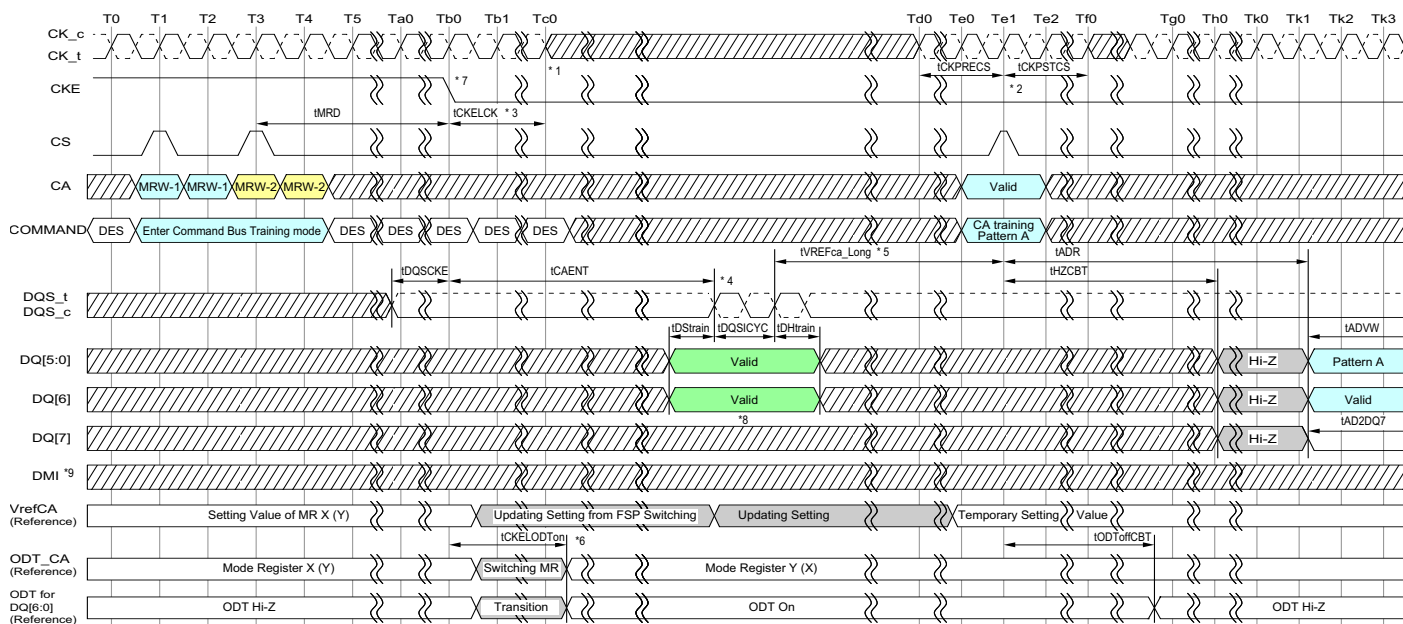 T0 T1 T2 T3 T4 T5 Ta0 Tb0 Tb1 Tc0 Td0 Te0 Te1 Te2 Tf0 Tg0 Th0 Tk0 Tk1 Tk2 Tk3
CK_c
CK_t
tCKPRECS tCKPSTCS
* 1
CKE
* 7
* 2
tMRD tCKELCK * 3
CS
CA
MRW-1 MRW-1 MRW-2 MRW-2 Valid
COMMAND
DES Enter Command Bus Training mode DES DES DES DES DES CA training
Pattern A
tVREFca_Long * 5 tADR
tDQSCKE tCAENT * 4 tHZCBT
DQS_t
DQS_c
tDStrain tDQSICYC tDHtrain tADVW
DQ[5:0] Valid Hi-Z Pattern A
DQ[6] Valid Hi-Z Valid
*8 tAD2DQ7
DQ[7] Hi-Z
DMI *9
VrefCA
(Reference)
Setting Value of MR X (Y) Updating Setting from FSP Switching Updating Setting Temporary Setting Value
tCKELODTon *6 tODToffCBT
ODT_CA
(Reference)
Mode Register X (Y) Switching MR Mode Register Y (X)
ODT for
DQ[6:0]
(Reference)
ODT Hi-Z Transition ODT On ODT Hi-Z